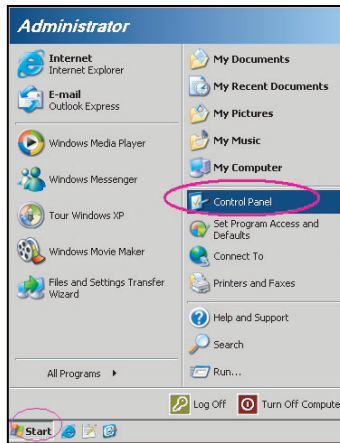 Administrator
Internet
Internet Explorer
E-mail
Outlook Express
Windows Media Player
Windows Messenger
Tour Windows XP
Windows Movie Maker
Files and Settings Transfer
Wizard
All Programs
My Documents
My Recent Documents
My Pictures
My Music
My Computer
Control Panel
Set Program Access and
Defaults
Connect To
Printers and Faxes
Help and Support
Search
Run...
Log Off
Turn Off Compute
Start